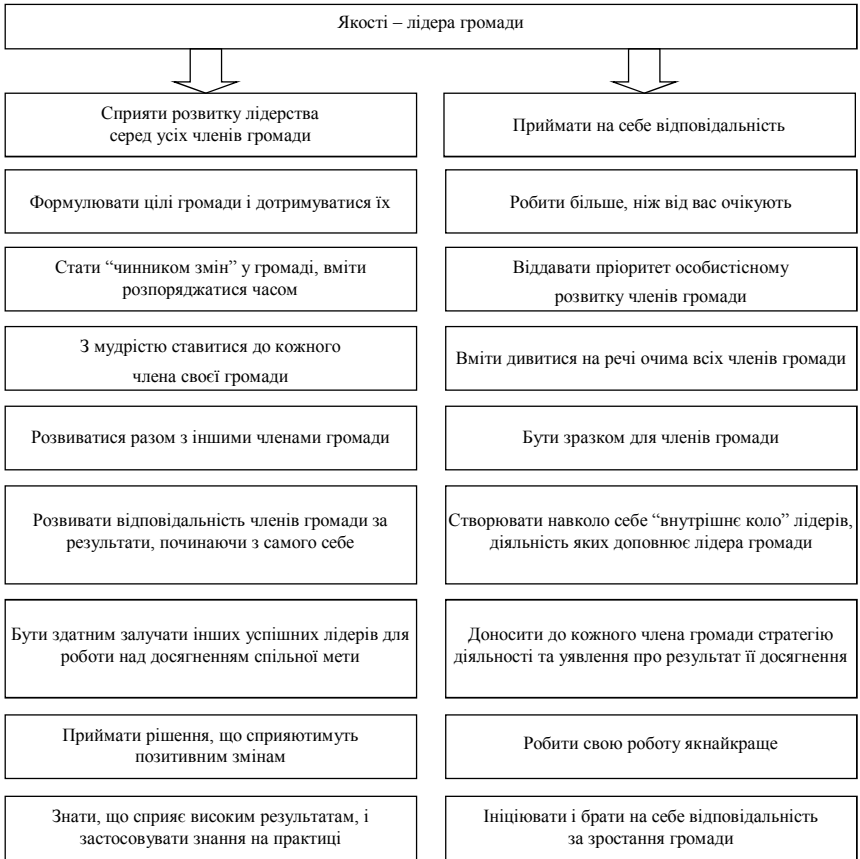 Якості – лідера громади
Сприяти розвитку лідерства
серед усіх членів громади
Приймати на себе відповідальність
Формулювати цілі громади і дотримуватися їх
Робити більше, ніж від вас очікують
Стати “чинником змін” у громаді, вміти
розпоряджатися часом
Віддавати пріоритет особистісному
розвитку членів громади
З мудрістю ставитися до кожного
члена своєї громади
Вміти дивитися на речі очима всіх членів громади
Розвиватися разом з іншими членами громади
Бути зразком для членів громади
Розвивати відповідальність членів громади за
результати, починаючи з самого себе
Створювати навколо себе “внутрішнє коло” лідерів,
діяльність яких доповнює лідера громади
Бути здатним залучати інших успішних лідерів для
роботи над досягненням спільної мети
Доносити до кожного члена громади стратегію
діяльності та уявлення про результат її досягнення
Приймати рішення, що сприяютимуть
позитивним змінам
Робити свою роботу якнайкраще
Знати, що сприяє високим результатам, і
застосовувати знання на практиці
Ініціювати і брати на себе відповідальність
за зростання громади